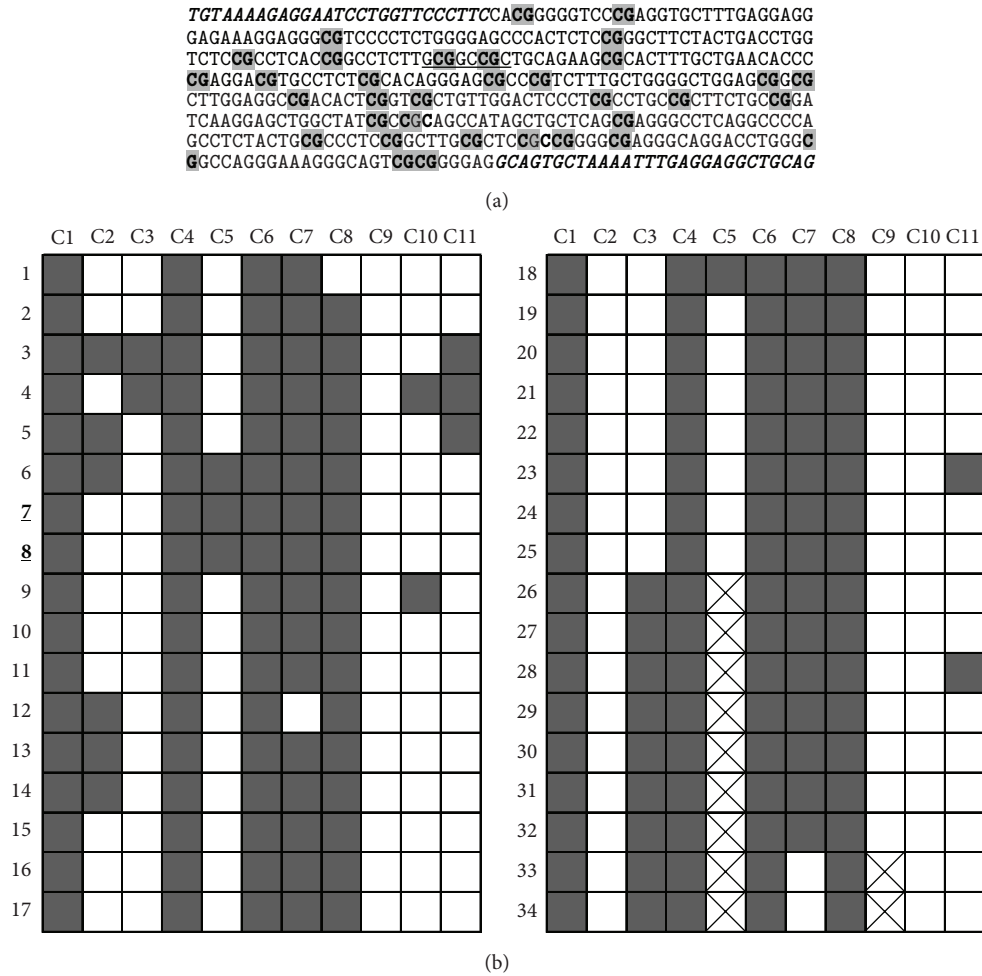 TGTAAAAGAGGAATCCTGGTTCCCTTCCACGGGGGTCCCGAGGTGCTTTGAGGAGG
GAGAAAGGAGGCGTCCCCTCTGGGGAGCCCACTCTCCGGGCTTCTACTGACCTGG
TCTCCGCCTCACCGGCCTCTTGCGGCCGCTGCAGAAGCGCACTTTGCTGAACACCC
CGAGGACGTGCCTCTCGCACAGGGAGCGCCCGTCTTTGCTGGGGCTGGAGCGGCG
CTTGGAGGCCGACACTCGGTCGCTGTTGGACTCCCTCGCCTGCCGCTTCTGCCGGA
TCAAGGAGCTGGCTATCGCCGCAGCCATAGCTGCTCAGCGAGGGCCTCAGGCCCCA
GCCTCTACTGCGCCCTCCGGCTTGCGCTCCGCCCGGGGCGAGGGCAGGACCTGGGC
GGCCAGGGAAAGGGCAGTCGCGGGGAGGCAGTGCTAAAATTTGAGGAGGCTGCAG
(a)
C1 C2 C3 C4 C5 C6 C7 C8 C9 C10 C11 C1 C2 C3 C4 C5 C6 C7 C8 C9 C10 C11
1 18
2 19
3 20
4 21
5 22
6 23
7 24
8 25
9 26
10 27
11 28
12 29
13 30
14 31
15 32
16 33
17 34
(b)